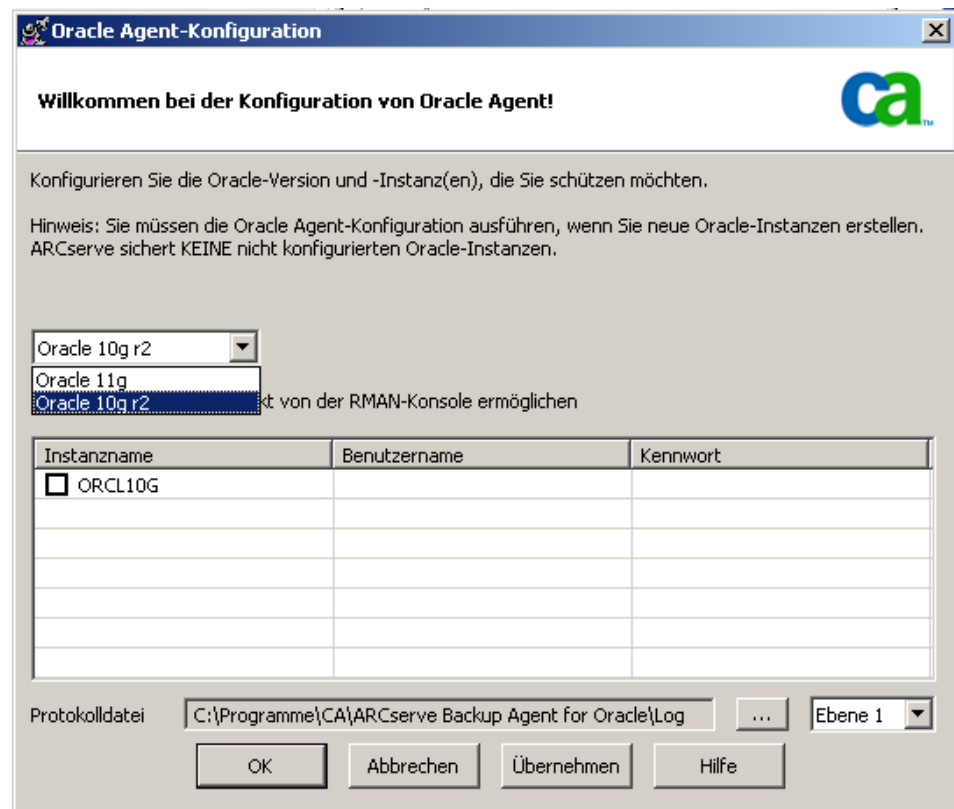 Oracle Agent-Konfiguration
Willkommen bei der Konfiguration von Oracle Agent!
ca
TM
Konfigurieren Sie die Oracle-Version und -Instanz(en), die Sie schützen möchten.
Hinweis: Sie müssen die Oracle Agent-Konfiguration ausführen, wenn Sie neue Oracle-Instanzen erstellen.
ARCserve sichert KEINE nicht konfigurierten Oracle-Instanzen.
Oracle 10g r2
Oracle 11g
Oracle 10g r2
von der RMAN-Konsole ermöglichen
Instanzname Benutzername Kennwort
ORCL10G
Protokolldatei C:\Programme\CA\ARCserve Backup Agent for Oracle\Log ... Ebene 1
OK Abbrechen Übernehmen Hilfe